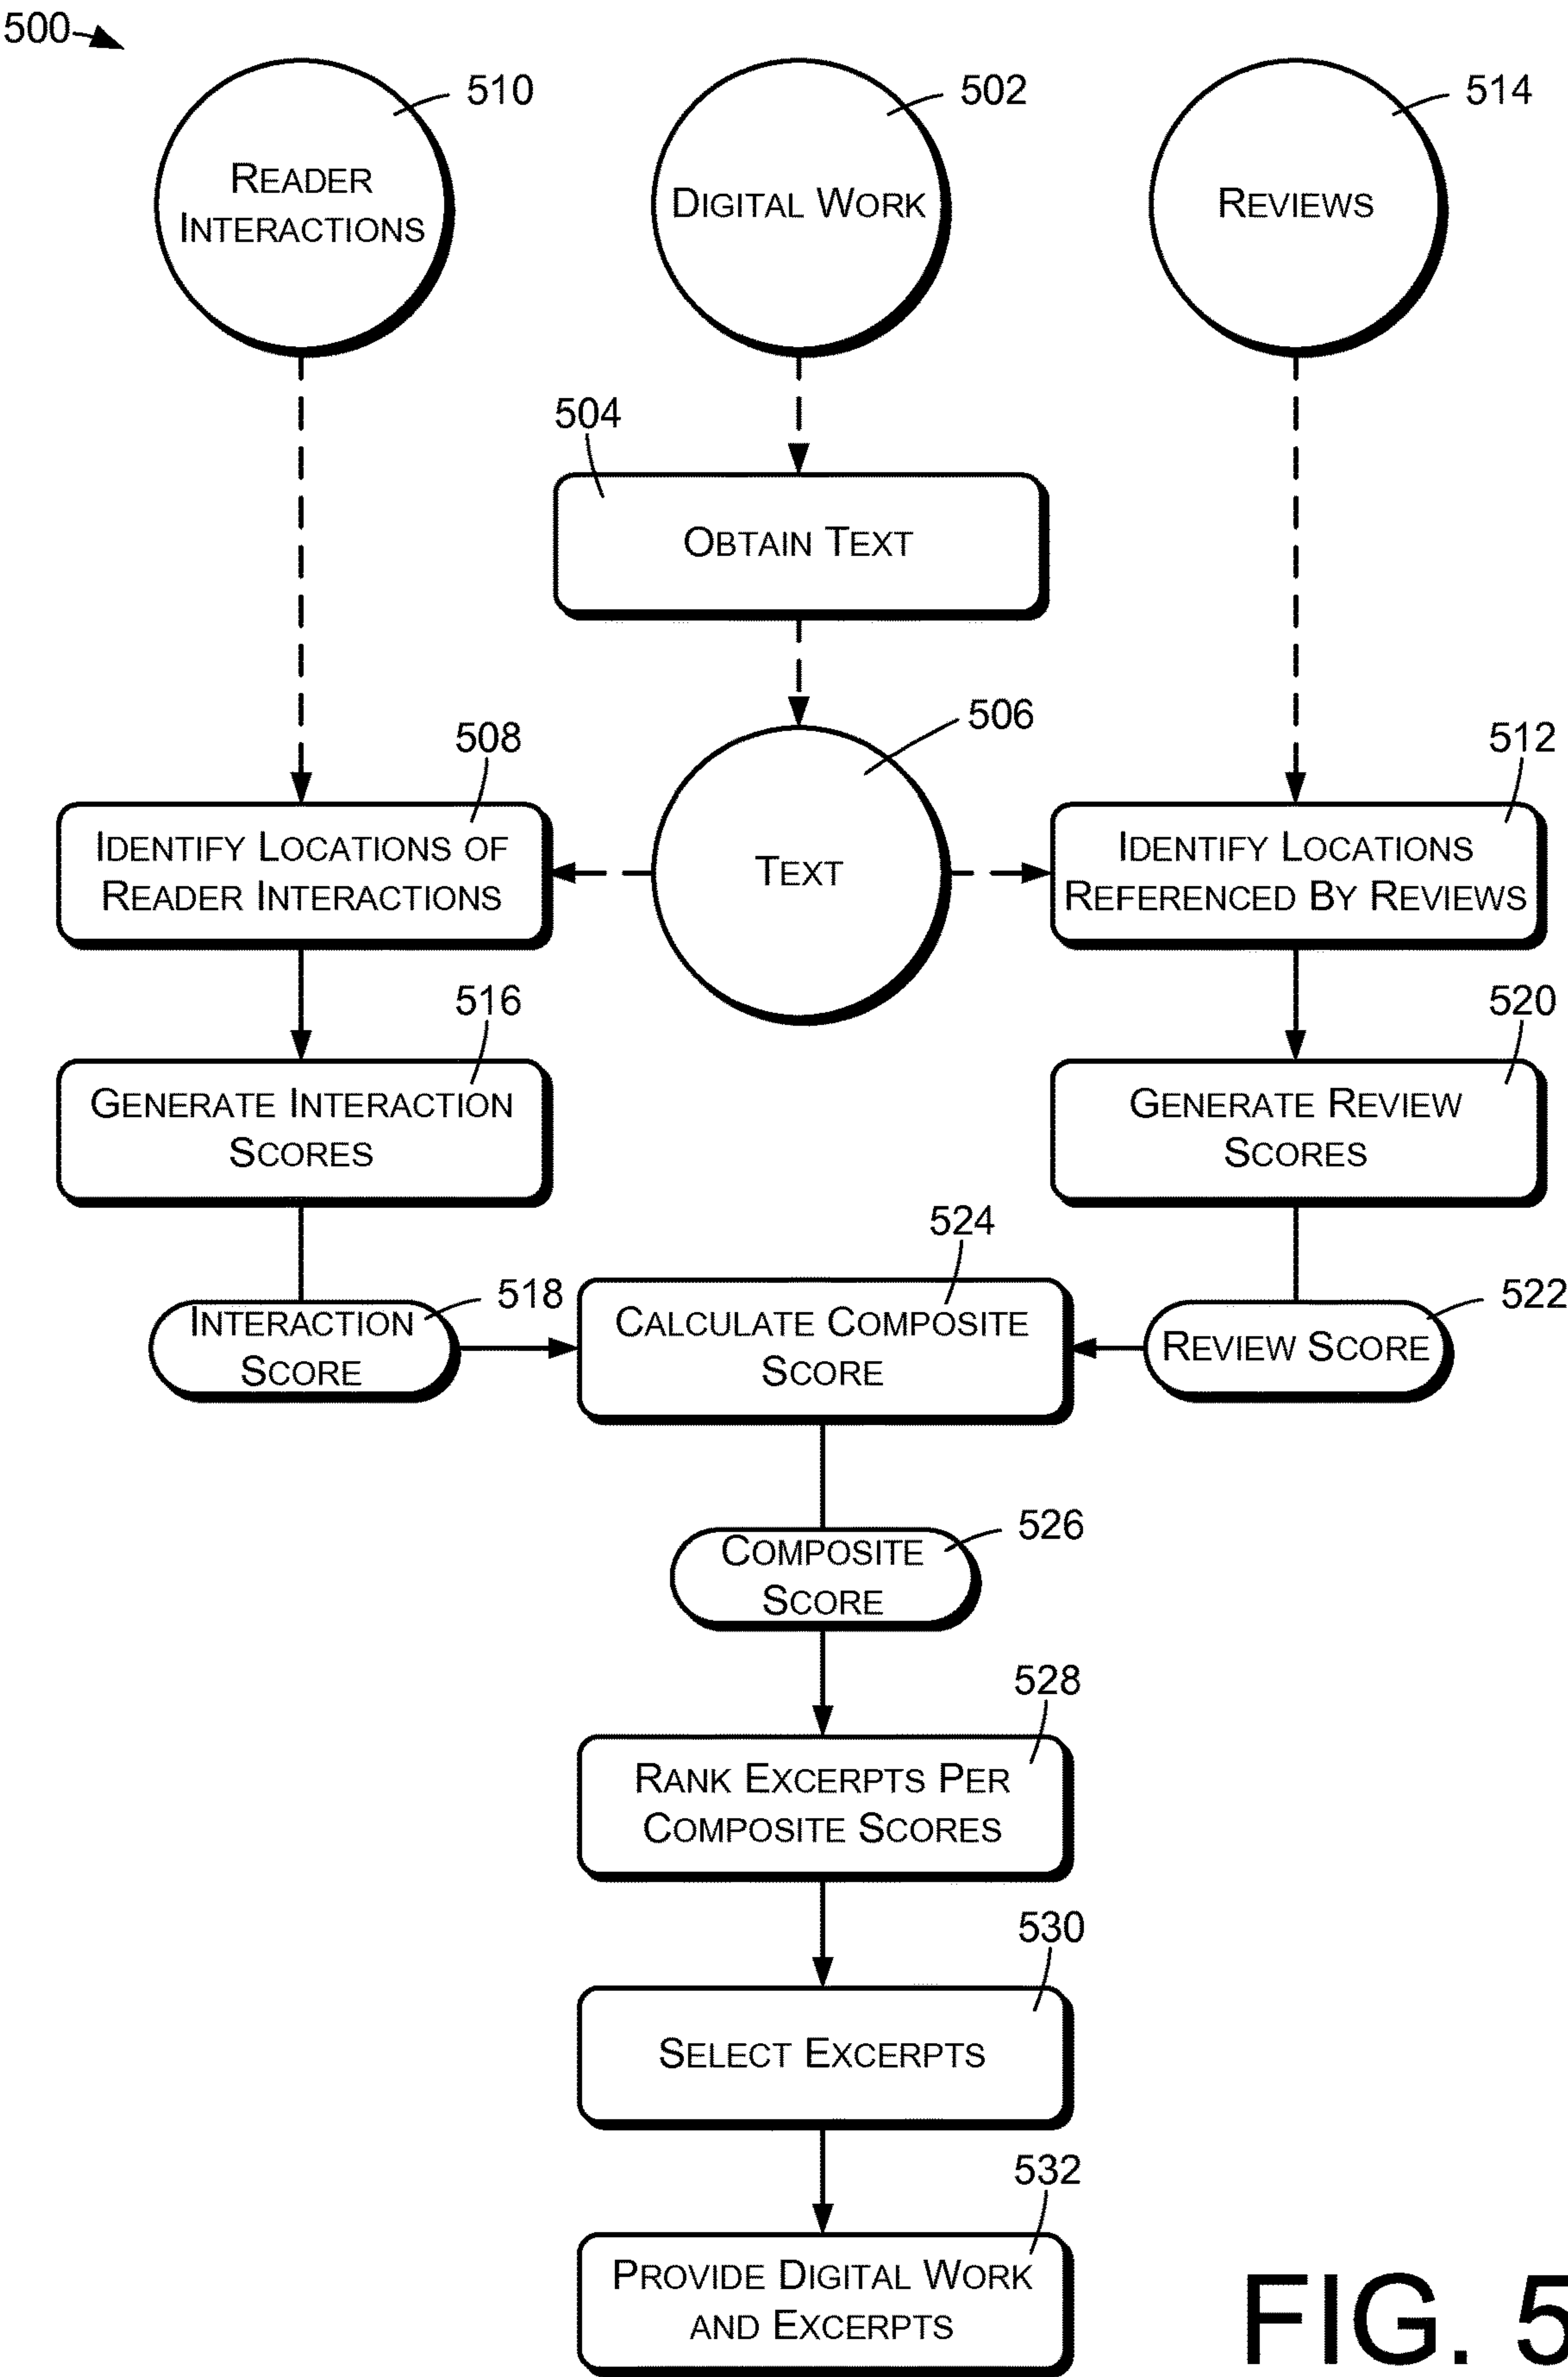 500
510
502
514
READER
INTERACTIONS
DIGITAL WORK
REVIEWS
504
OBTAIN TEXT
506
508
512
IDENTIFY LOCATIONS OF
READER INTERACTIONS
TEXT
IDENTIFY LOCATIONS
REFERENCED BY REVIEWS
516
520
GENERATE INTERACTION
SCORES
GENERATE REVIEW
SCORES
524
518
522
INTERACTION
SCORE
CALCULATE COMPOSITE
SCORE
REVIEW SCORE
526
COMPOSITE
SCORE
528
RANK EXCERPTS PER
COMPOSITE SCORES
530
SELECT EXCERPTS
532
PROVIDE DIGITAL WORK
AND EXCERPTS
FIG. 5